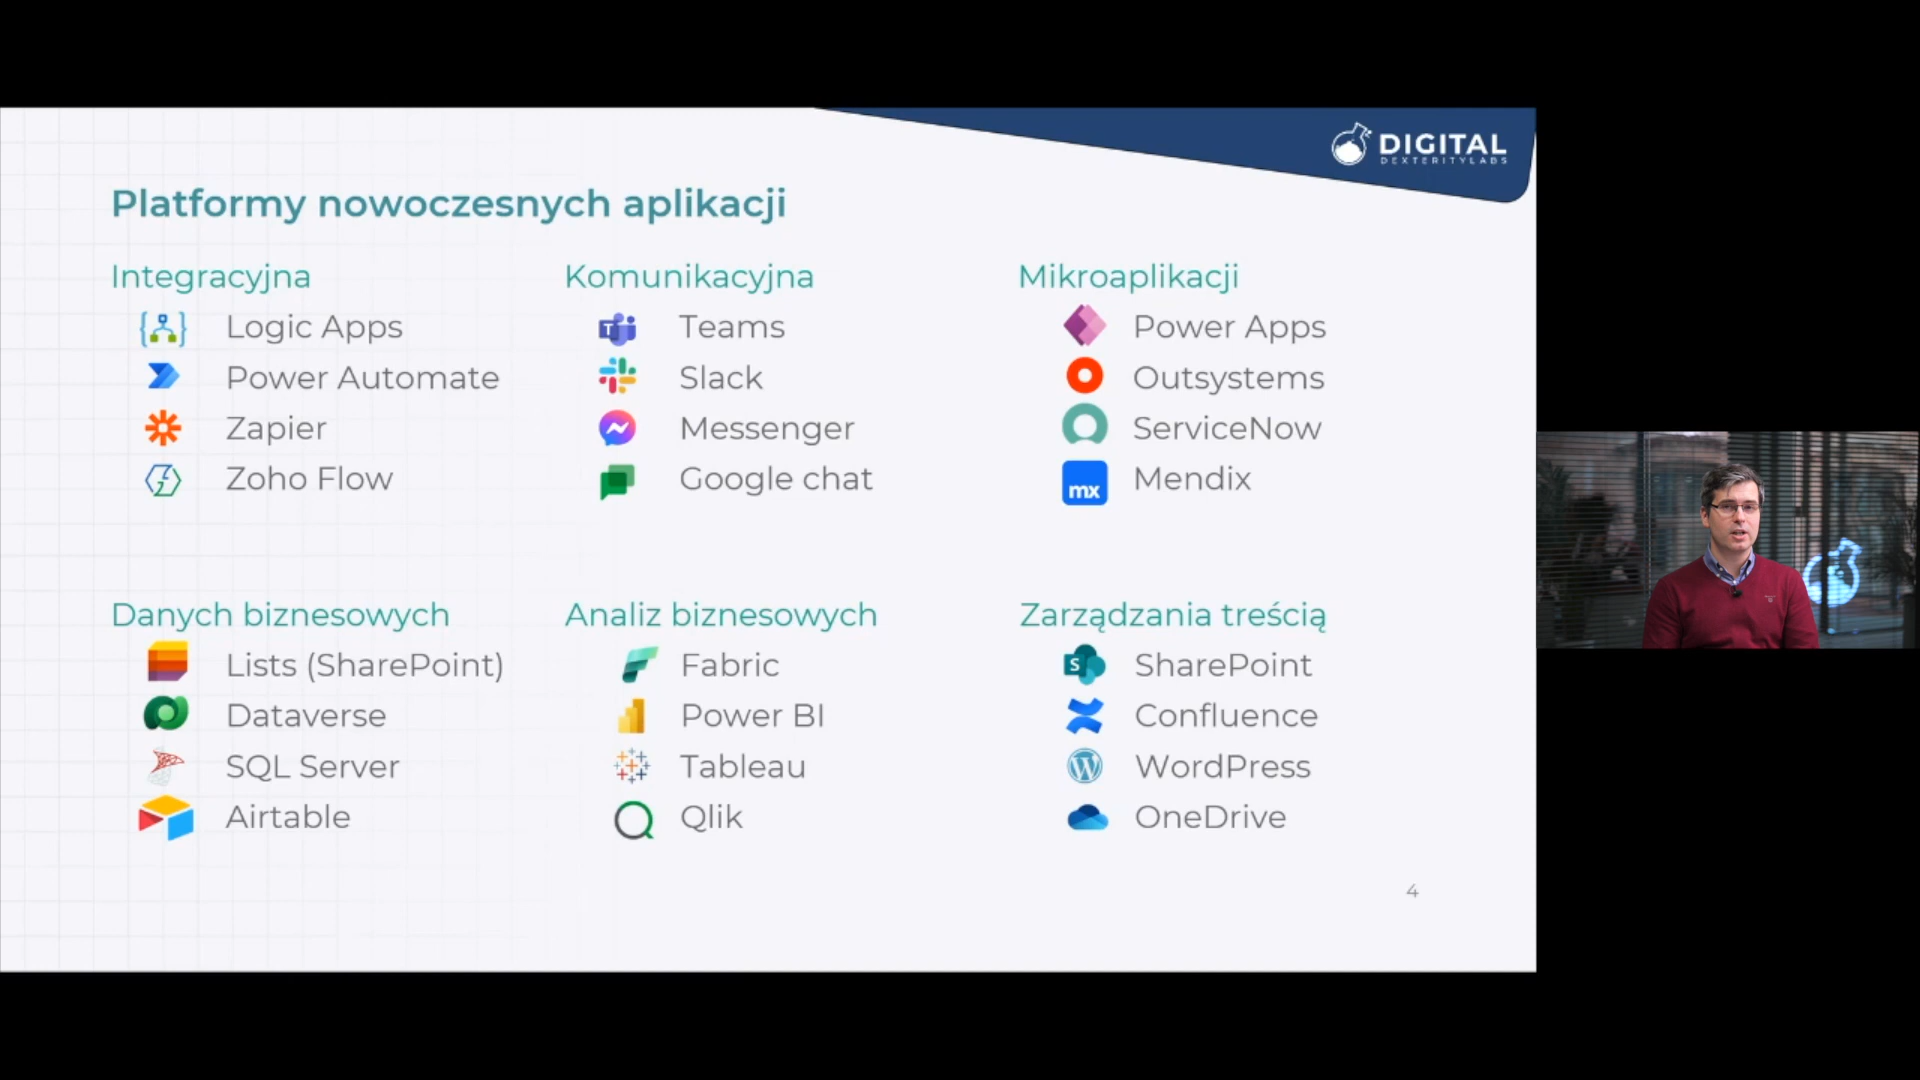 DIGITAL
DEXTERITYLABS
Platformy nowoczesnych aplikacji
Integracyjna
Logic Apps
Power Automate
Zapier
Zoho Flow
Komunikacyjna
T
Teams
Slack
Messenger
Google chat
Mikroaplikacji
Power Apps
Outsystems
ServiceNow
mx
Mendix
Danych biznesowych
Lists (SharePoint)
Dataverse
SQL Server
Airtable
Analiz biznesowych
Fabric
Power BI
Tableau
Qlik
Zarządzania treścią
S
SharePoint
Confluence
W
WordPress
OneDrive
4